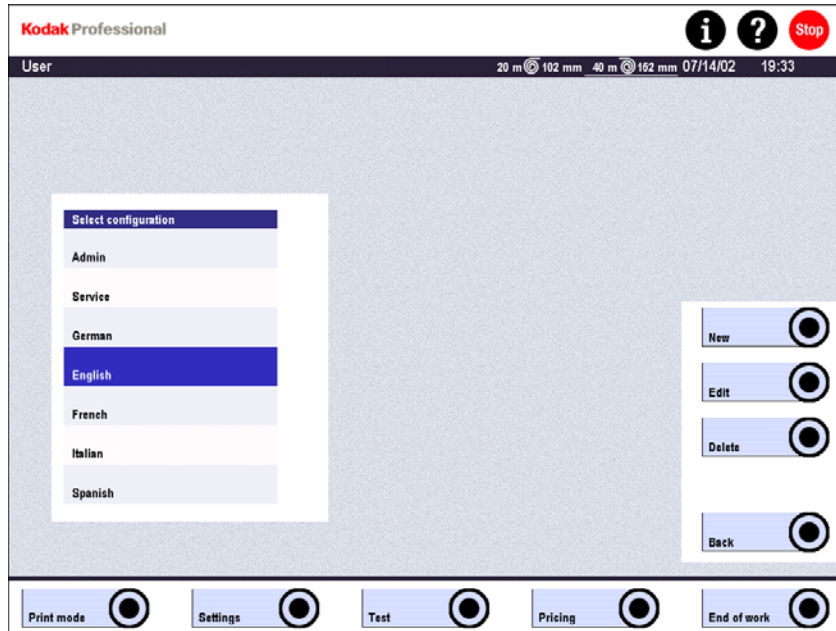 Kodak Professional
i ? Stop
User 20 m 102 mm 40 m 152 mm 07/14/02 19:33
Select configuration
Admin
Service
German
English
French
Italian
Spanish
New
Edit
Delete
Back
Print mode Settings Test Pricing End of work